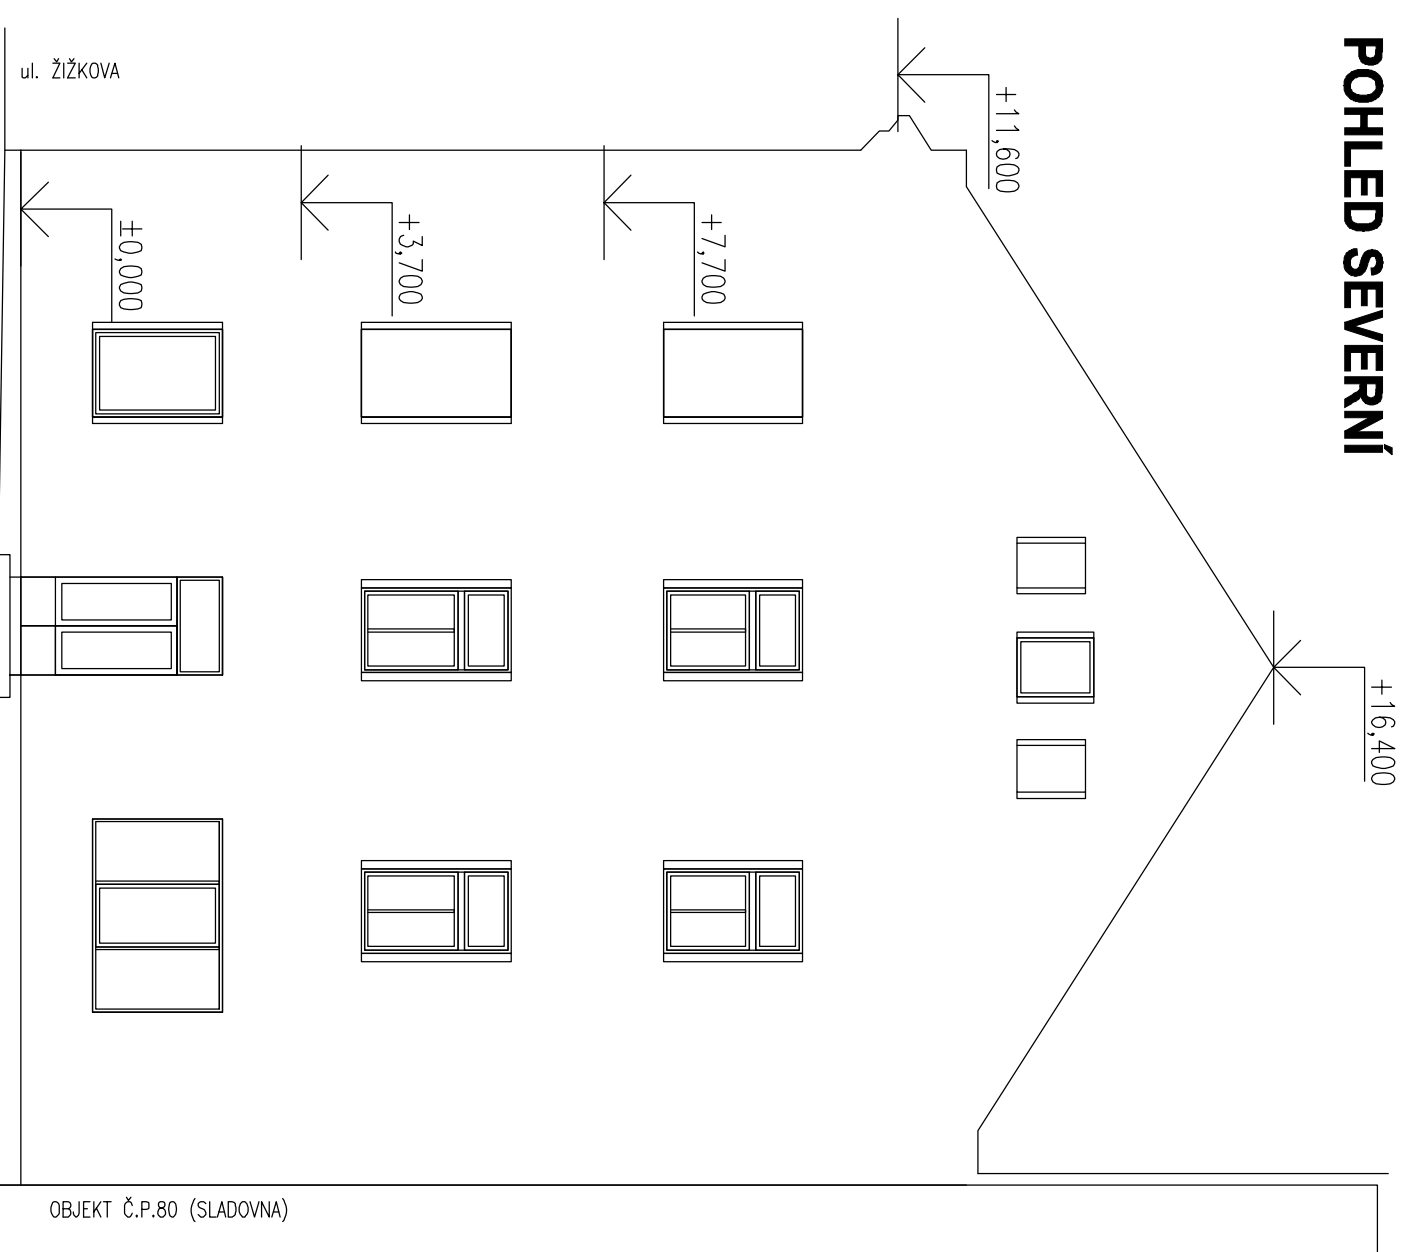 POHLED SEVERNÍ
ul. ŽIŽKOVA
+11,600
±0,000
+3,700
+7,700
+16,400
OBJEKT Č.P.80 (SLADOVNA)